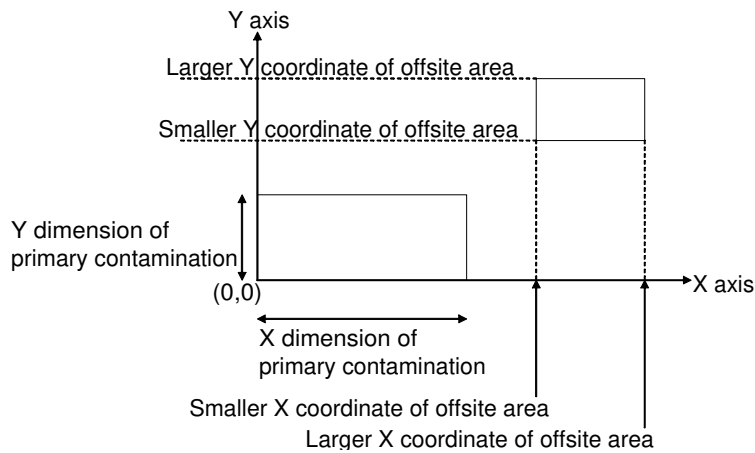 Y axis
Larger Y coordinate of offsite area
Smaller Y coordinate of offsite area
Y dimension of
primary contamination
(0,0)
X axis
X dimension of
primary contamination
Smaller X coordinate of offsite area
Larger X coordinate of offsite area